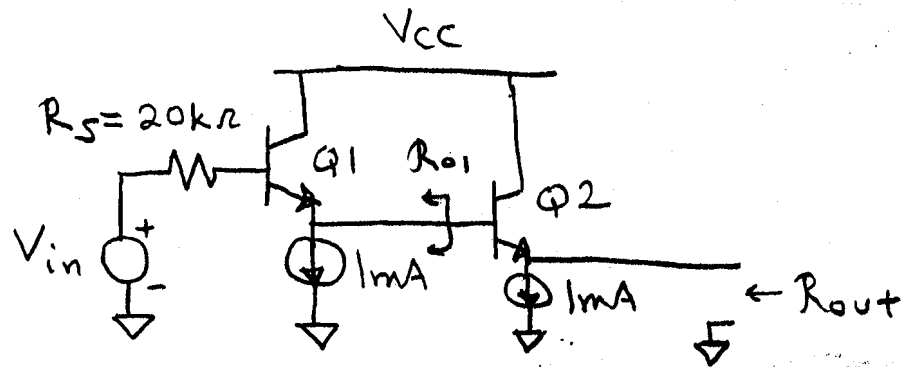 VCC
RS = 20kΩ
Q1
Ro1
Q2
Vin
+
-
1mA
1mA
← Rout